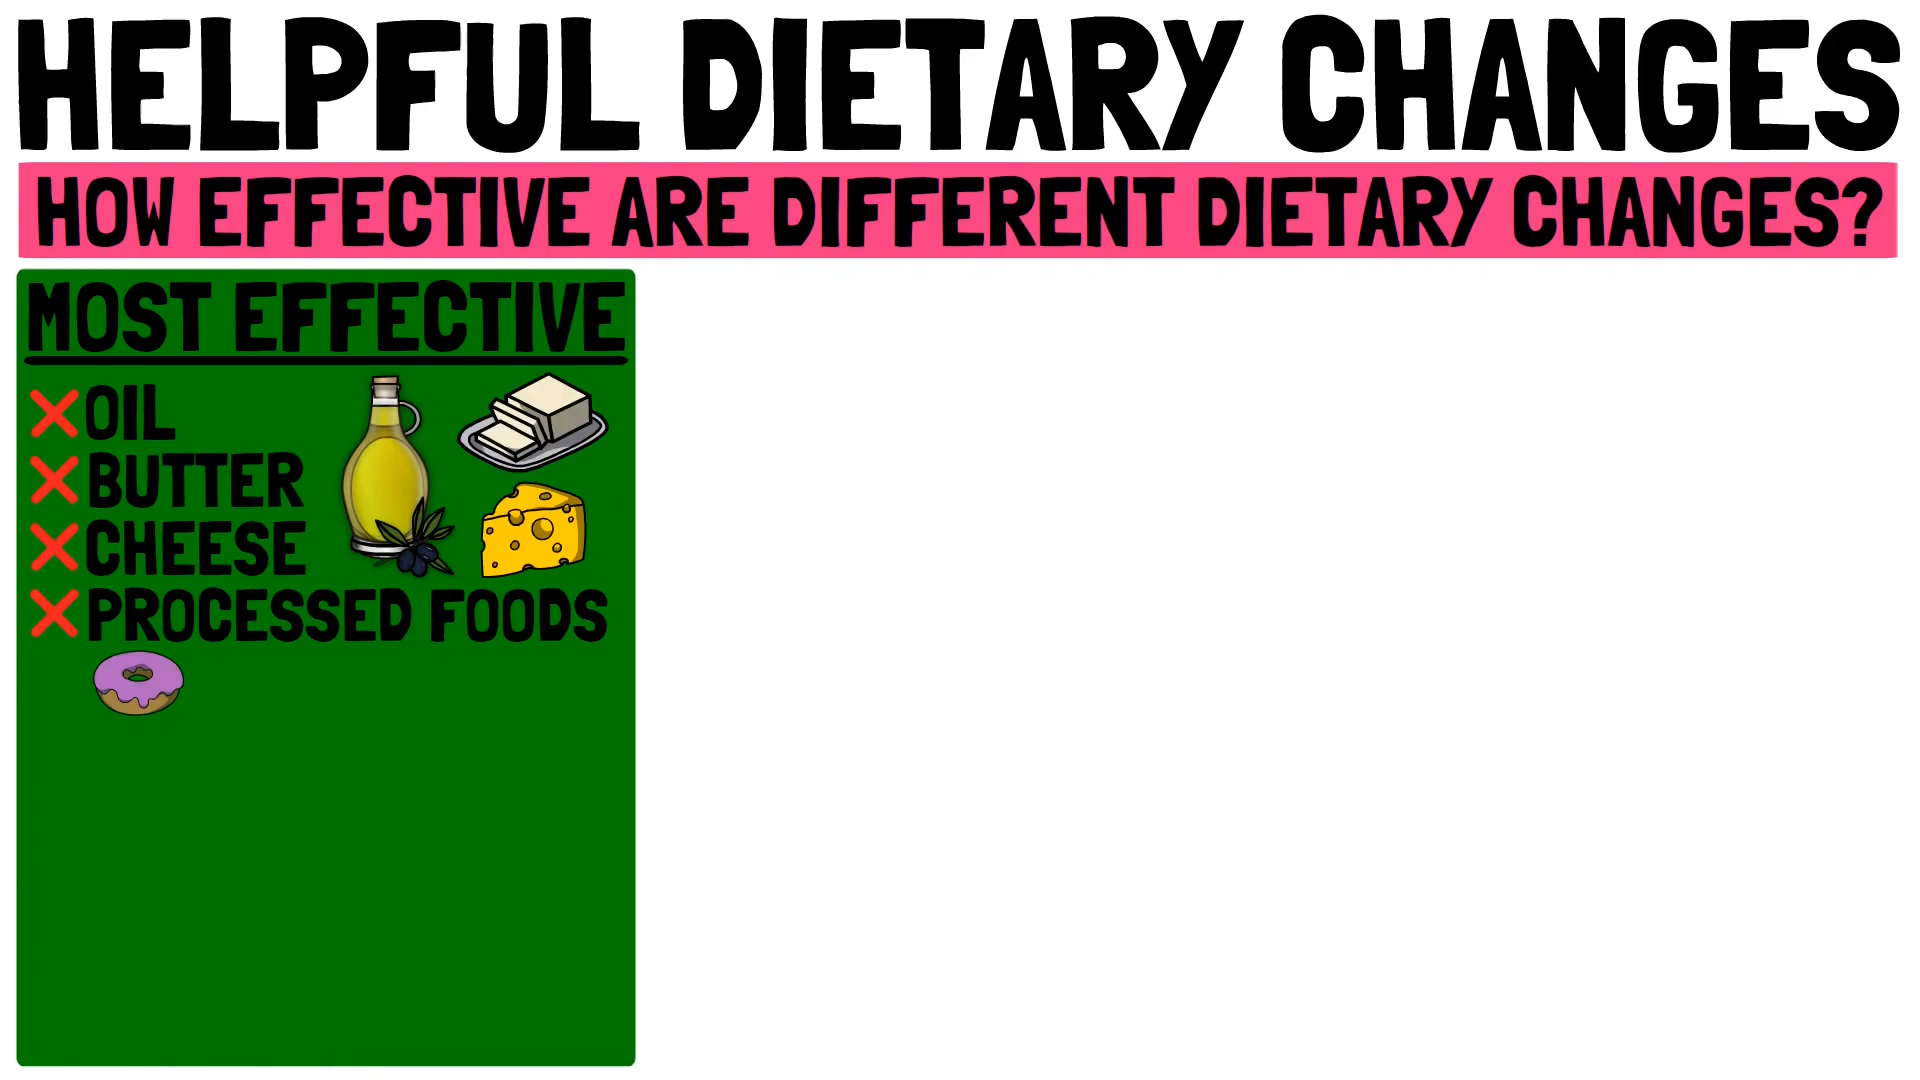 HELPFUL DIETARY CHANGES
HOW EFFECTIVE ARE DIFFERENT DIETARY CHANGES?
MOST EFFECTIVE
OIL
BUTTER
CHEESE
PROCESSED FOODS